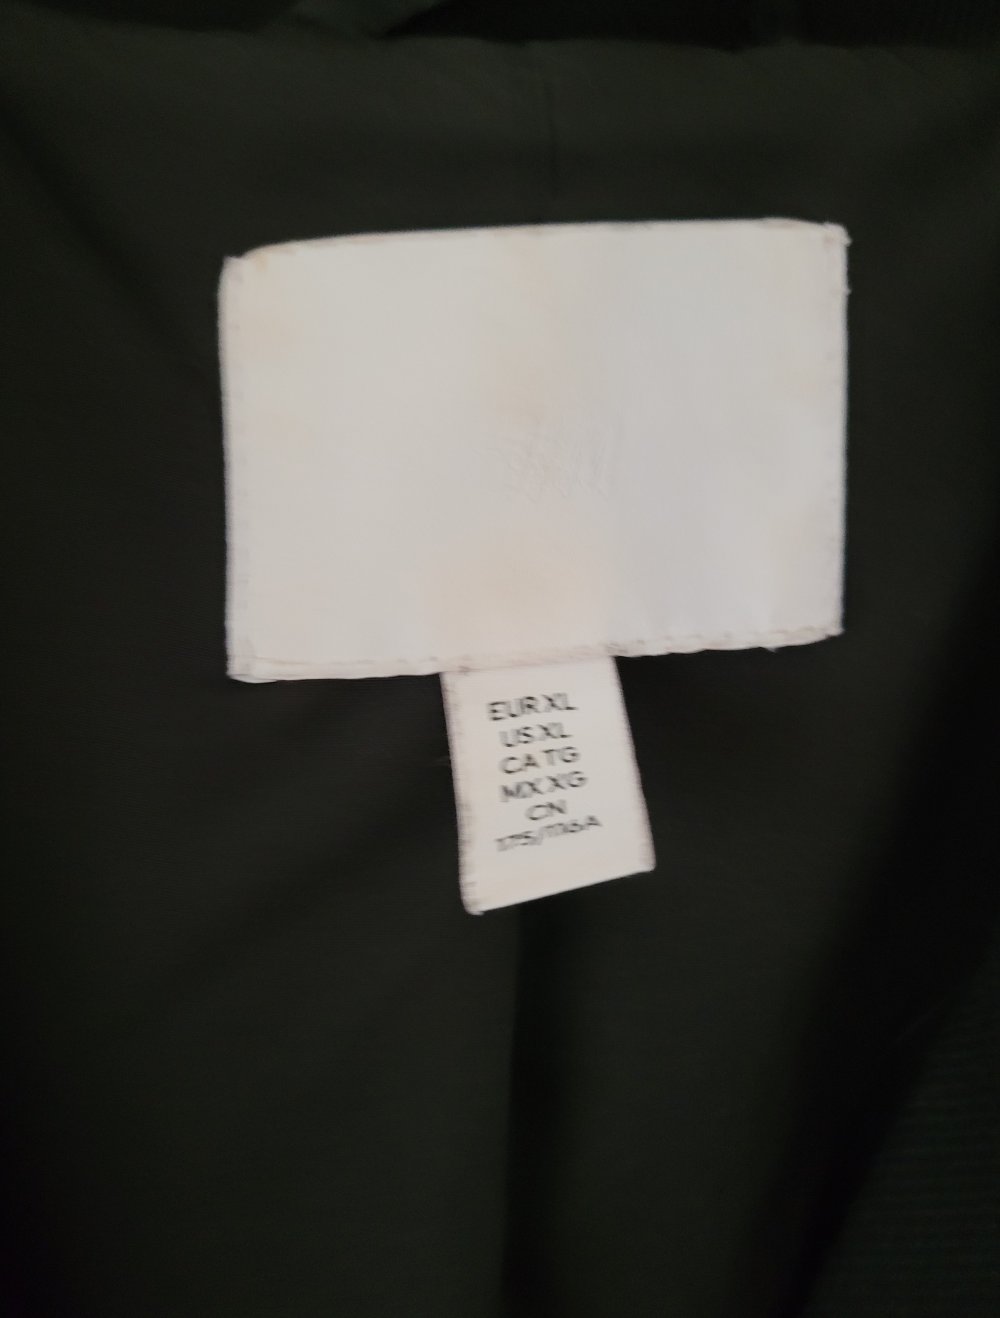 EUR XL
US XL
CA TG
MX XG
CN
175/116A